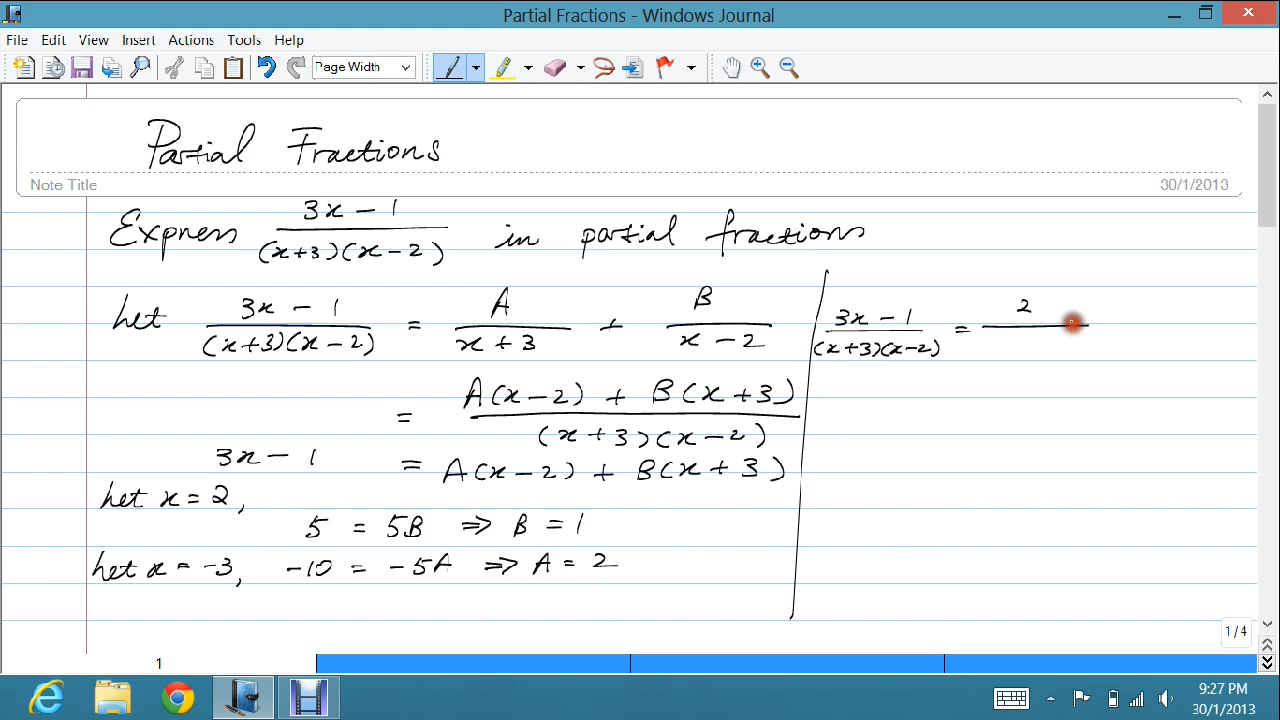 Partial Fractions - Windows Journal
File Edit View Insert Actions Tools Help
Page Width
Partial Fractions
Note Title
30/1/2013
Express (3x - 1)/((x+3)(x-2)) in partial fractions
Let (3x - 1)/((x+3)(x-2)) = A/(x+3) + B/(x-2)
= (A(x-2) + B(x+3))/((x+3)(x-2))
3x - 1 = A(x-2) + B(x+3)
Let x = 2,
5 = 5B ⇒ B = 1
Let x = -3, -10 = -5A ⇒ A = 2
(3x - 1)/((x+3)(x-2)) = 2/
1/4
1
9:27 PM
30/1/2013